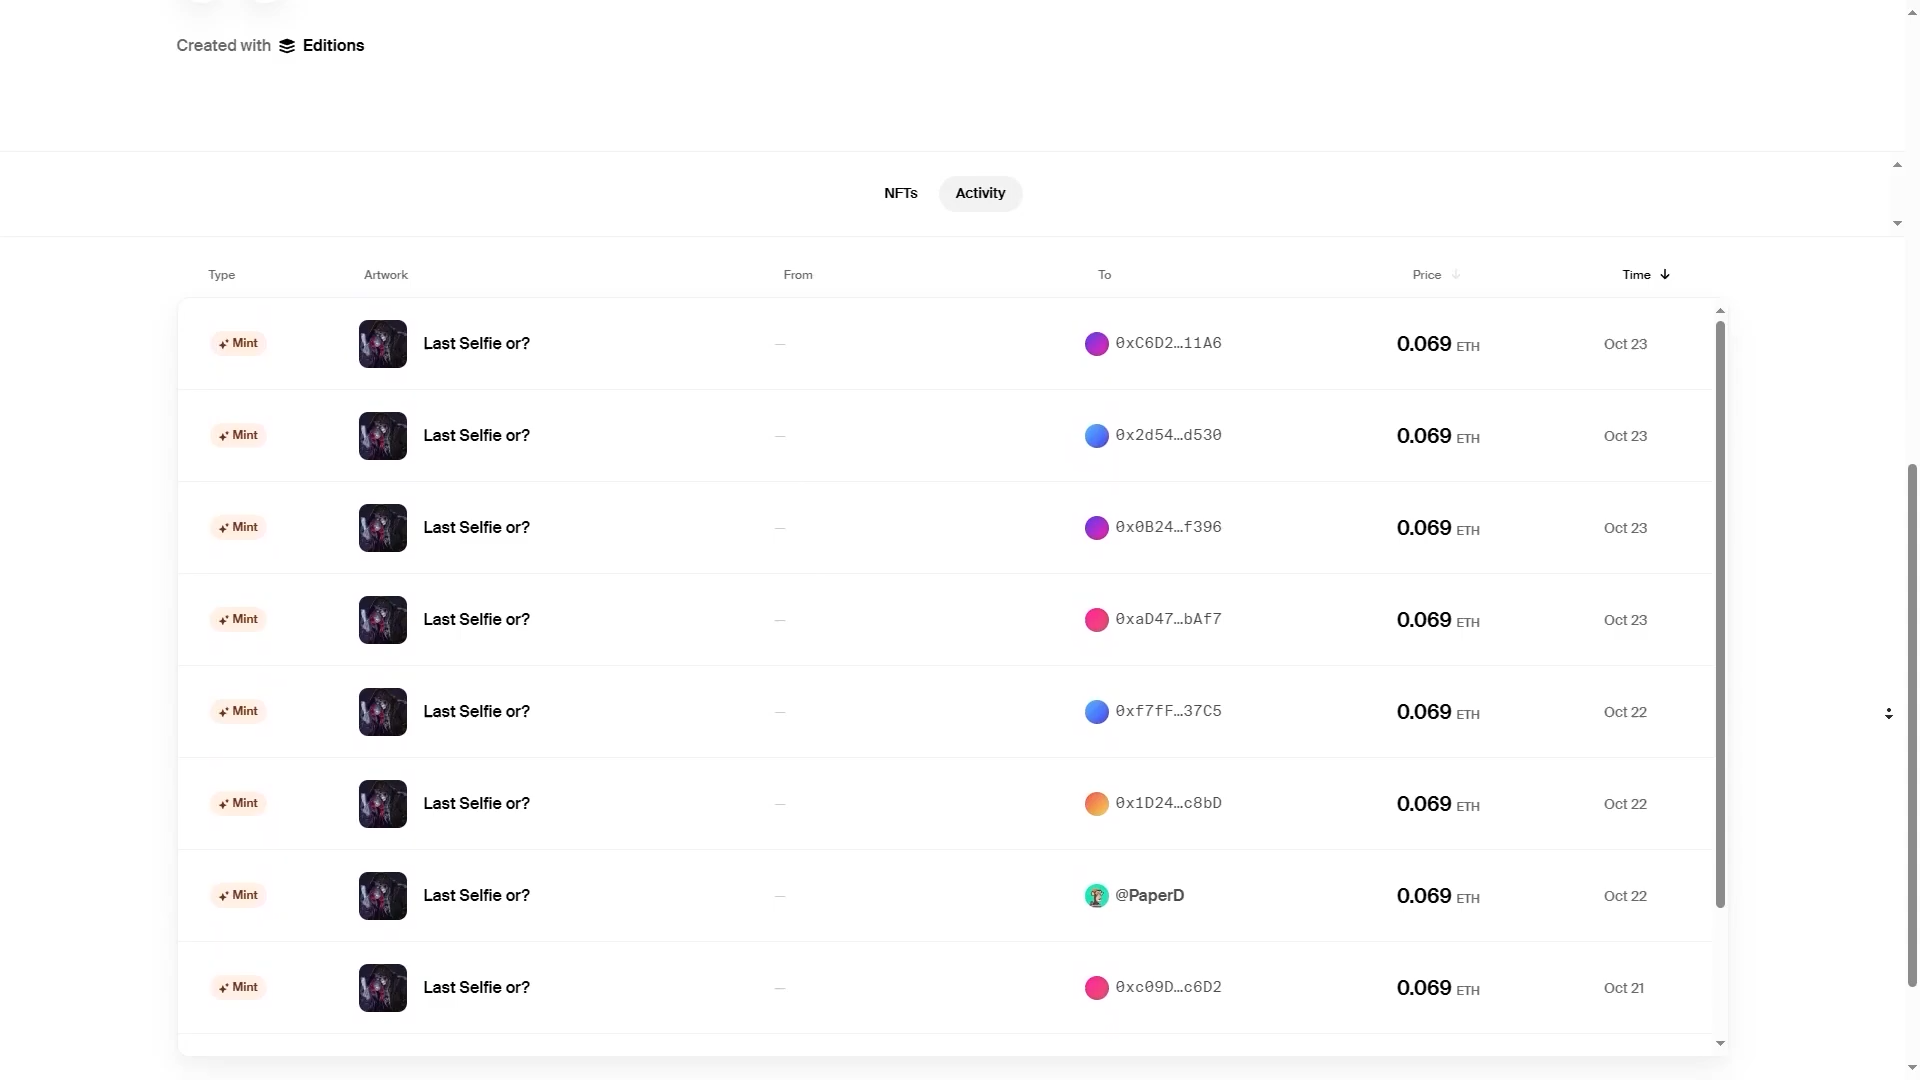 Created with Editions
NFTs Activity
Type Artwork From To Price Time
Mint Last Selfie or? — 0xC6D2…11A6 0.069 ETH Oct 23
Mint Last Selfie or? — 0x2d54…d530 0.069 ETH Oct 23
Mint Last Selfie or? — 0x0B24…f396 0.069 ETH Oct 23
Mint Last Selfie or? — 0xaD47…bAf7 0.069 ETH Oct 23
Mint Last Selfie or? — 0xf7fF…37C5 0.069 ETH Oct 22
Mint Last Selfie or? — 0x1D24…c8bD 0.069 ETH Oct 22
Mint Last Selfie or? — @PaperD 0.069 ETH Oct 22
Mint Last Selfie or? — 0xc09D…c6D2 0.069 ETH Oct 21